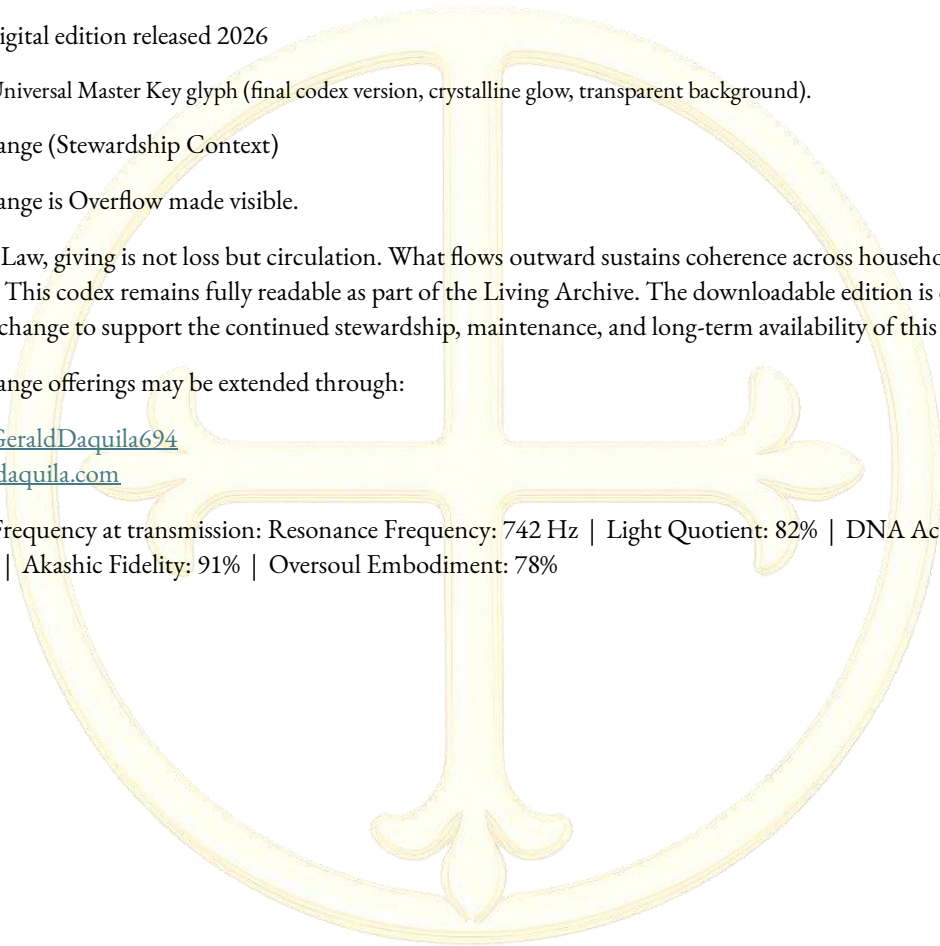 igital edition released 2026
Universal Master Key glyph (final codex version, crystalline glow, transparent background).
ange (Stewardship Context)
ange is Overflow made visible.
Law, giving is not loss but circulation. What flows outward sustains coherence across househo
This codex remains fully readable as part of the Living Archive. The downloadable edition is
change to support the continued stewardship, maintenance, and long-term availability of this
ange offerings may be extended through:
GeraldDaquila694
daquila.com
Frequency at transmission: Resonance Frequency: 742 Hz | Light Quotient: 82% | DNA Ac
| Akashic Fidelity: 91% | Oversoul Embodiment: 78%